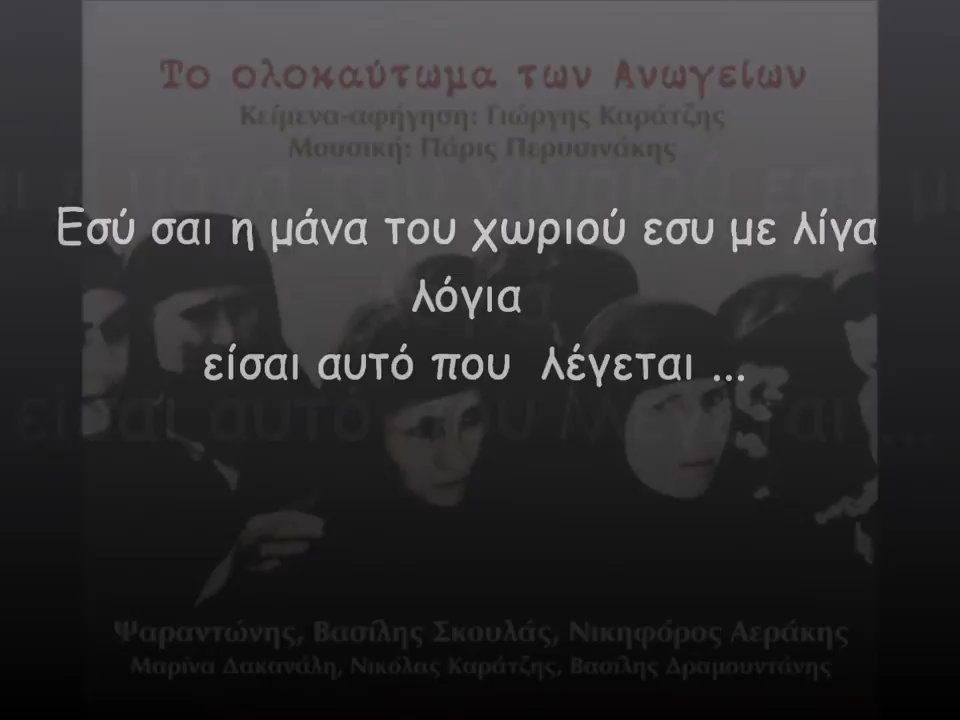 Το ολοκαύτωμα των Ανωγείων
Κείμενα-αφήγηση: Γιώργης Καράτζης
Μουσική: Πάρις Περυσινάκης
Εσύ σαι η μάνα του χωριού εσυ με λίγα
λόγια
είσαι αυτό που λέγεται ...
Ψαραντώνης, Βασίλης Σκουλάς, Νικηφόρος Αεράκης
Μαρίνα Δακανάλη, Νικόλας Καράτζης, Βασίλης Δραμουντάνης